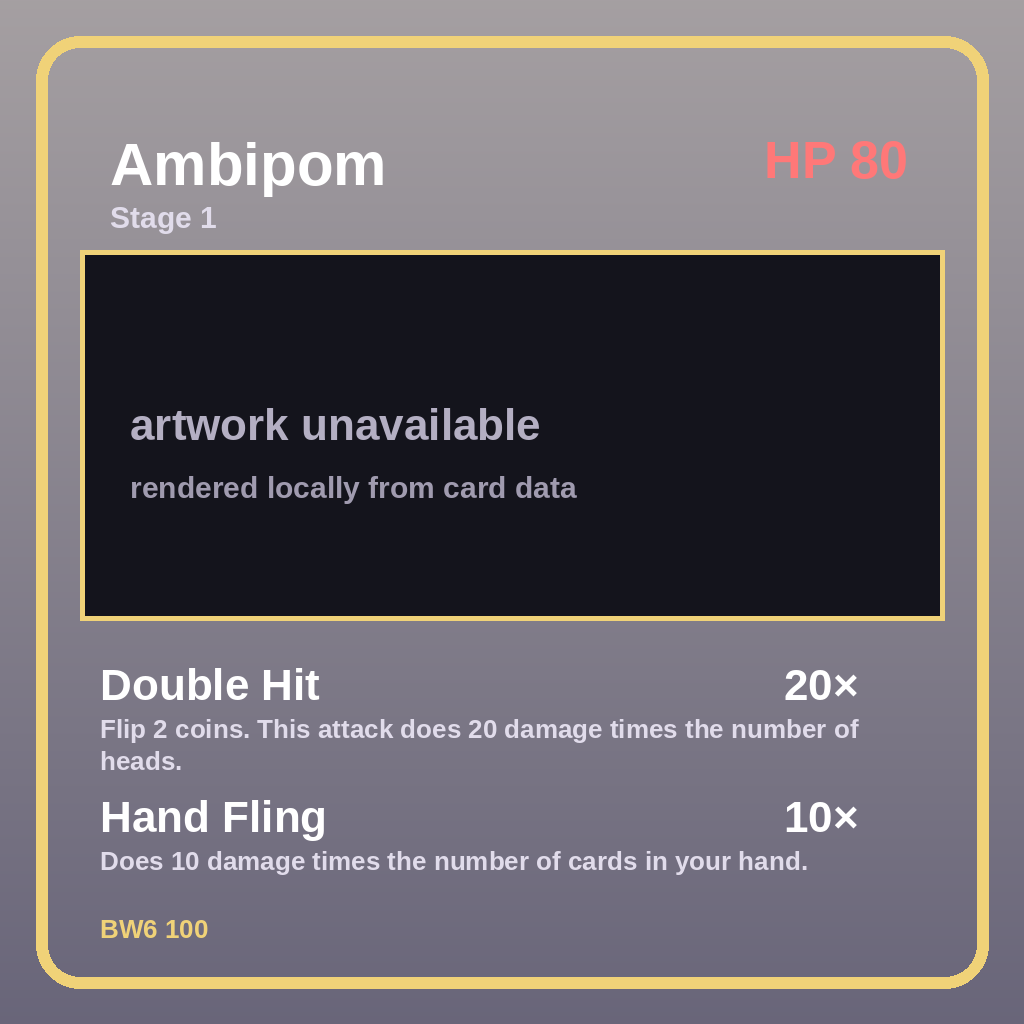 Ambipom
HP 80
Stage 1
artwork unavailable
rendered locally from card data
Double Hit
20×
Flip 2 coins. This attack does 20 damage times the number of
heads.
Hand Fling
10×
Does 10 damage times the number of cards in your hand.
BW6 100